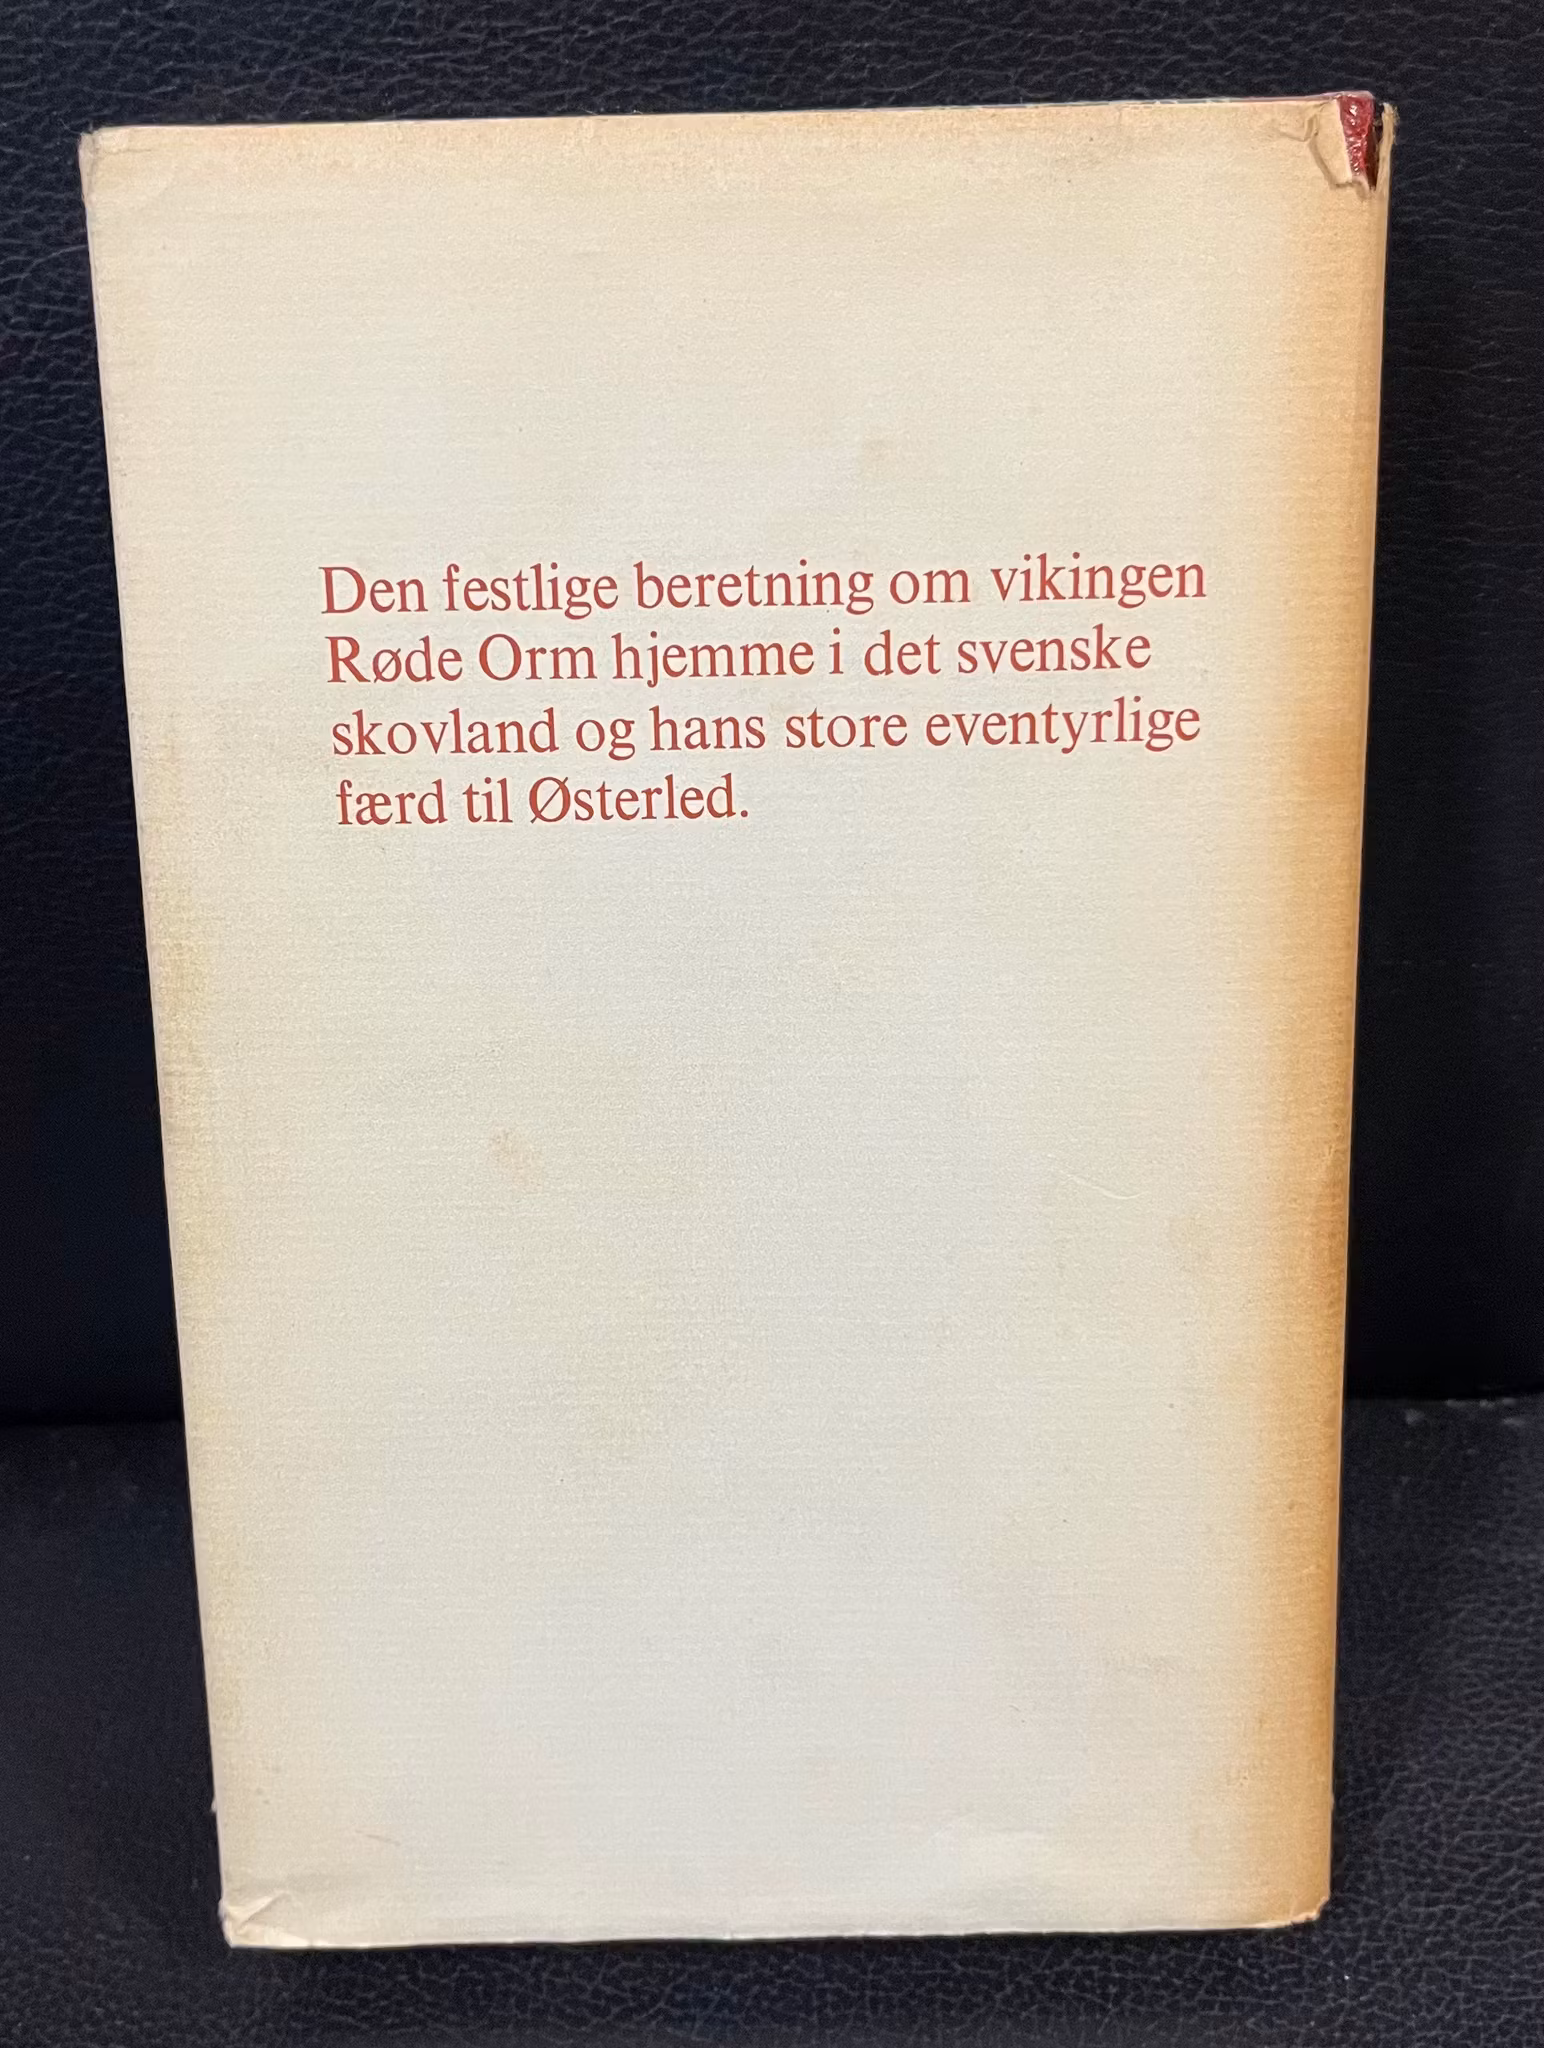 Den festlige beretning om vikingen
Røde Orm hjemme i det svenske
skovland og hans store eventyrlige
færd til Østerled.